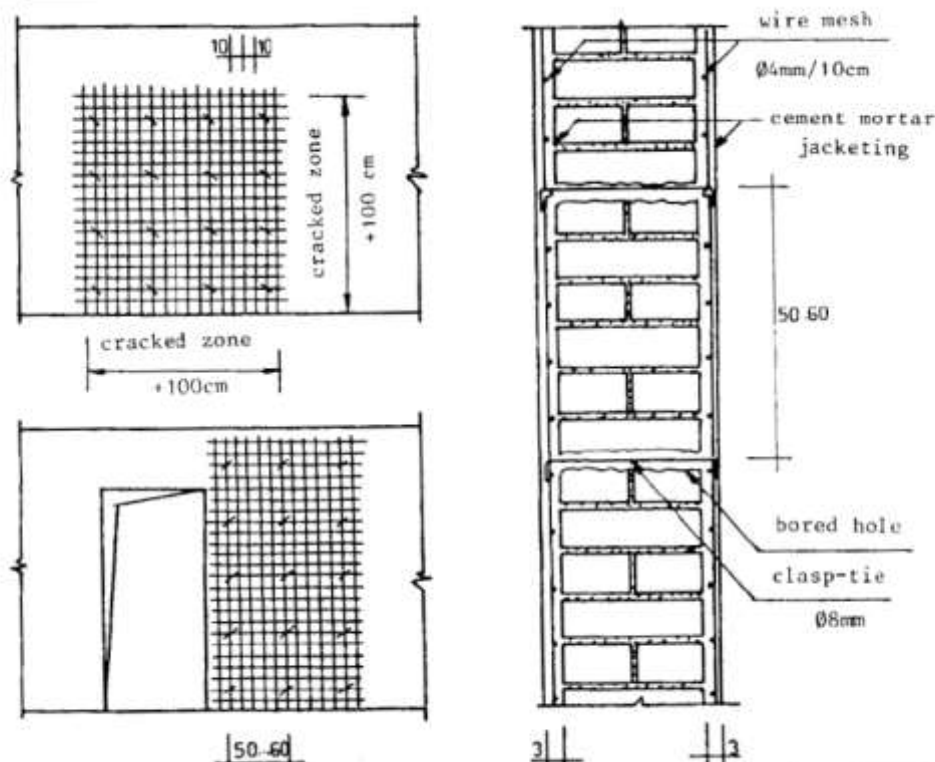 10 10
cracked zone
+100 cm
cracked zone
+100cm
50..60
wire mesh
Ø4mm/10cm
cement mortar
jacketing
50.60
bored hole
clasp-tie
Ø8mm
3 3